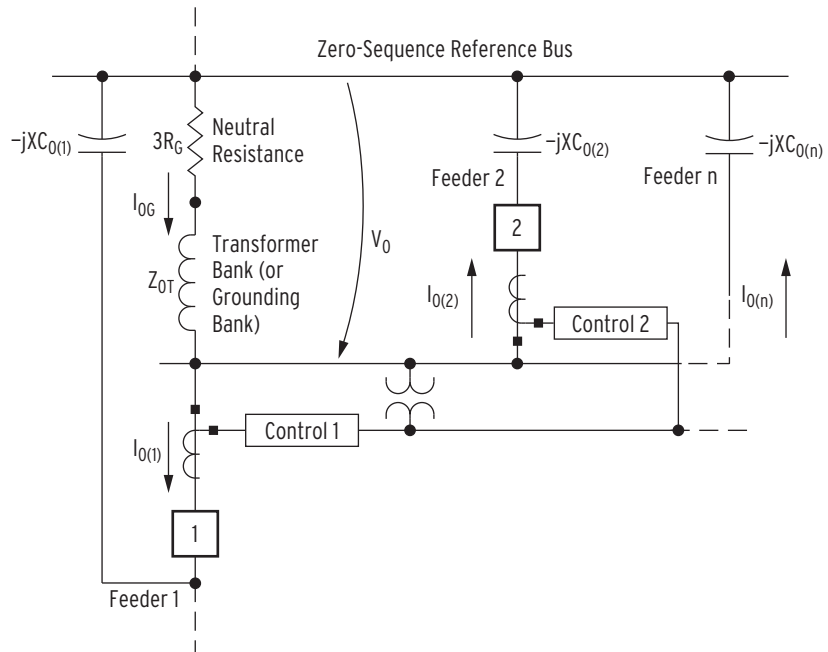 Zero-Sequence Reference Bus
–jXC0(1)
3RG
Neutral
Resistance
–jXC0(2)
–jXC0(n)
Feeder 2
Feeder n
I0G
2
V0
Transformer
Bank (or
Grounding
Bank)
Z0T
I0(2)
I0(n)
Control 2
Control 1
I0(1)
1
Feeder 1